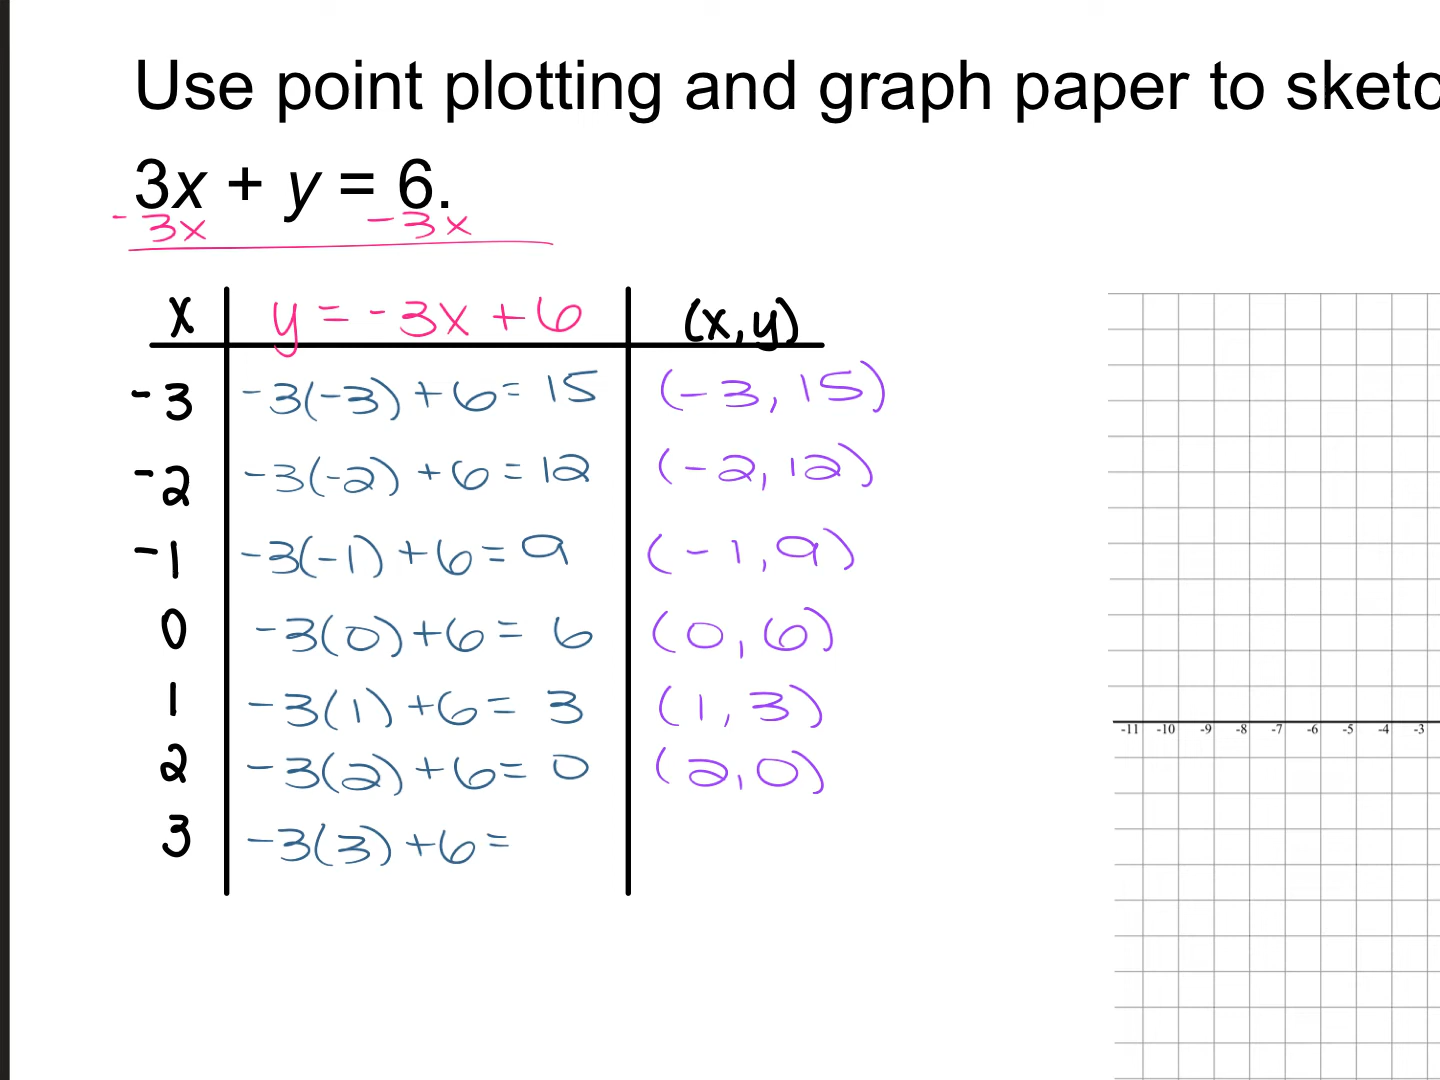 Use point plotting and graph paper to sketc
3x + y = 6.
-3x -3x
x y = -3x + 6 (x,y)
-3 -3(-3) + 6 = 15 (-3, 15)
-2 -3(-2) + 6 = 12 (-2, 12)
-1 -3(-1) + 6 = 9 (-1, 9)
0 -3(0) + 6 = 6 (0, 6)
1 -3(1) + 6 = 3 (1, 3)
2 -3(2) + 6 = 0 (2, 0)
3 -3(3) + 6 =
-11 -10 -9 -8 -7 -6 -5 -4 -3